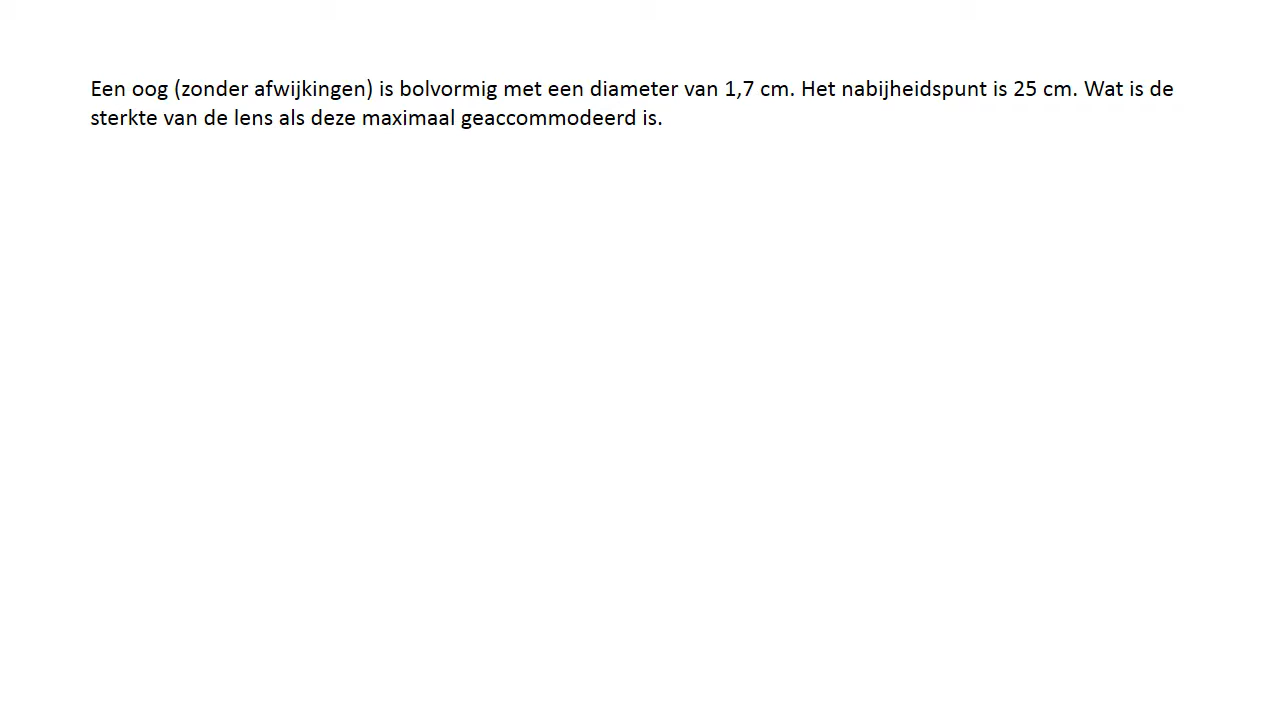 Een oog (zonder afwijkingen) is bolvormig met een diameter van 1,7 cm. Het nabijheidspunt is 25 cm. Wat is de
sterkte van de lens als deze maximaal geaccommodeerd is.